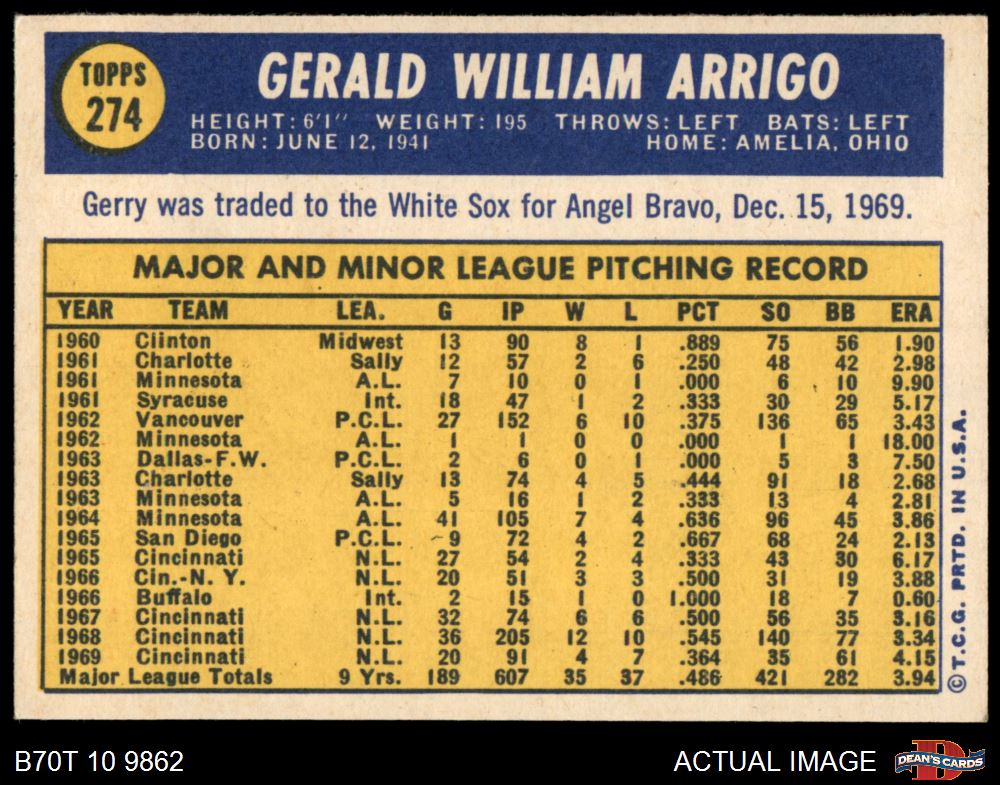 TOPPS
274
GERALD WILLIAM ARRIGO
HEIGHT: 6'1" WEIGHT: 195 THROWS: LEFT BATS: LEFT
BORN: JUNE 12, 1941 HOME: AMELIA, OHIO
Gerry was traded to the White Sox for Angel Bravo, Dec. 15, 1969.
MAJOR AND MINOR LEAGUE PITCHING RECORD
YEAR TEAM LEA. G IP W L PCT SO BB ERA
1960 Clinton Midwest 13 90 8 1 .889 75 56 1.90
1961 Charlotte Sally 12 57 2 6 .250 48 42 2.98
1961 Minnesota A.L. 7 10 0 1 .000 6 10 9.90
1961 Syracuse Int. 18 47 1 2 .333 30 29 5.17
1962 Vancouver P.C.L. 27 152 6 10 .375 136 65 3.43
1962 Minnesota A.L. 1 1 0 0 .000 1 1 18.00
1963 Dallas-F.W. P.C.L. 2 6 0 1 .000 5 3 7.50
1963 Charlotte Sally 13 74 4 5 .444 91 18 2.68
1963 Minnesota A.L. 5 16 1 2 .333 13 4 2.81
1964 Minnesota A.L. 41 105 7 4 .636 96 45 3.86
1965 San Diego P.C.L. 9 72 4 2 .667 68 24 2.13
1965 Cincinnati N.L. 27 54 2 4 .333 43 30 6.17
1966 Cin.-N. Y. N.L. 20 51 3 3 .500 31 19 3.88
1966 Buffalo Int. 2 15 1 0 1.000 18 7 0.60
1967 Cincinnati N.L. 32 74 6 6 .500 56 35 3.16
1968 Cincinnati N.L. 36 205 12 10 .545 140 77 3.34
1969 Cincinnati N.L. 20 91 4 7 .364 35 61 4.15
Major League Totals 9 Yrs. 189 607 35 37 .486 421 282 3.94
© T.C.G. PRTD. IN U.S.A.
B70T 10 9862 ACTUAL IMAGE
DEAN'S CARDS